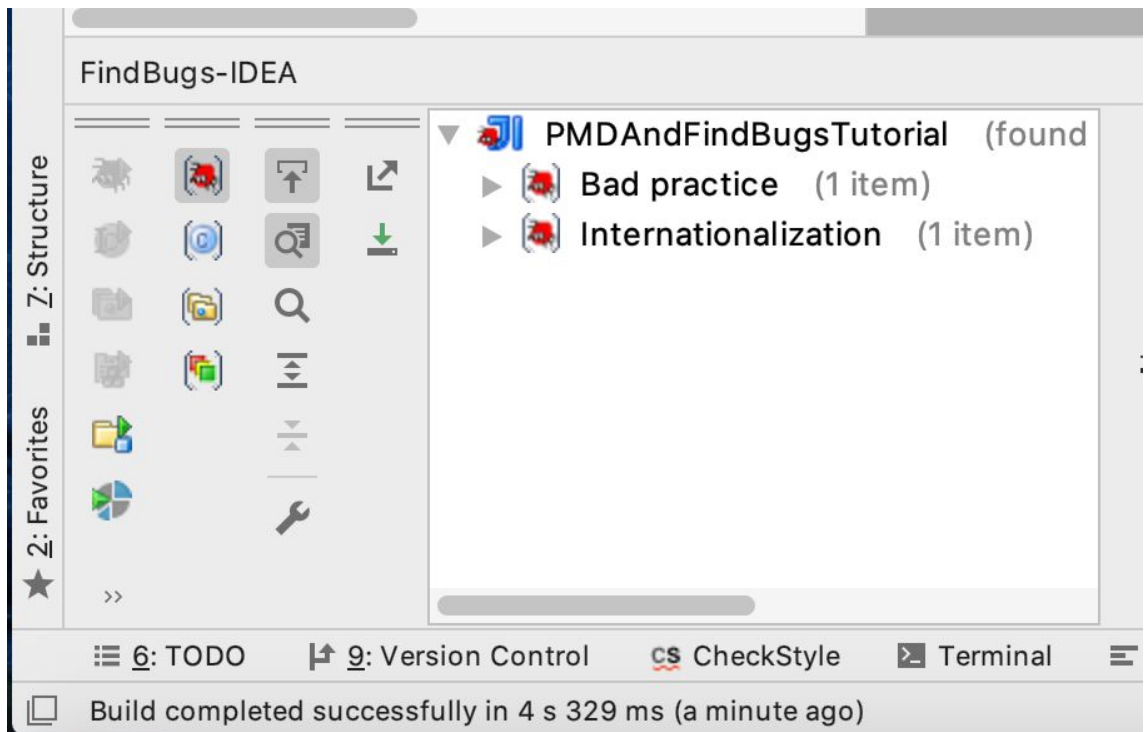 FindBugs-IDEA
PMDAndFindBugsTutorial (found
Bad practice (1 item)
Internationalization (1 item)
Z: Structure
2: Favorites
6: TODO 9: Version Control CS CheckStyle Terminal
Build completed successfully in 4 s 329 ms (a minute ago)